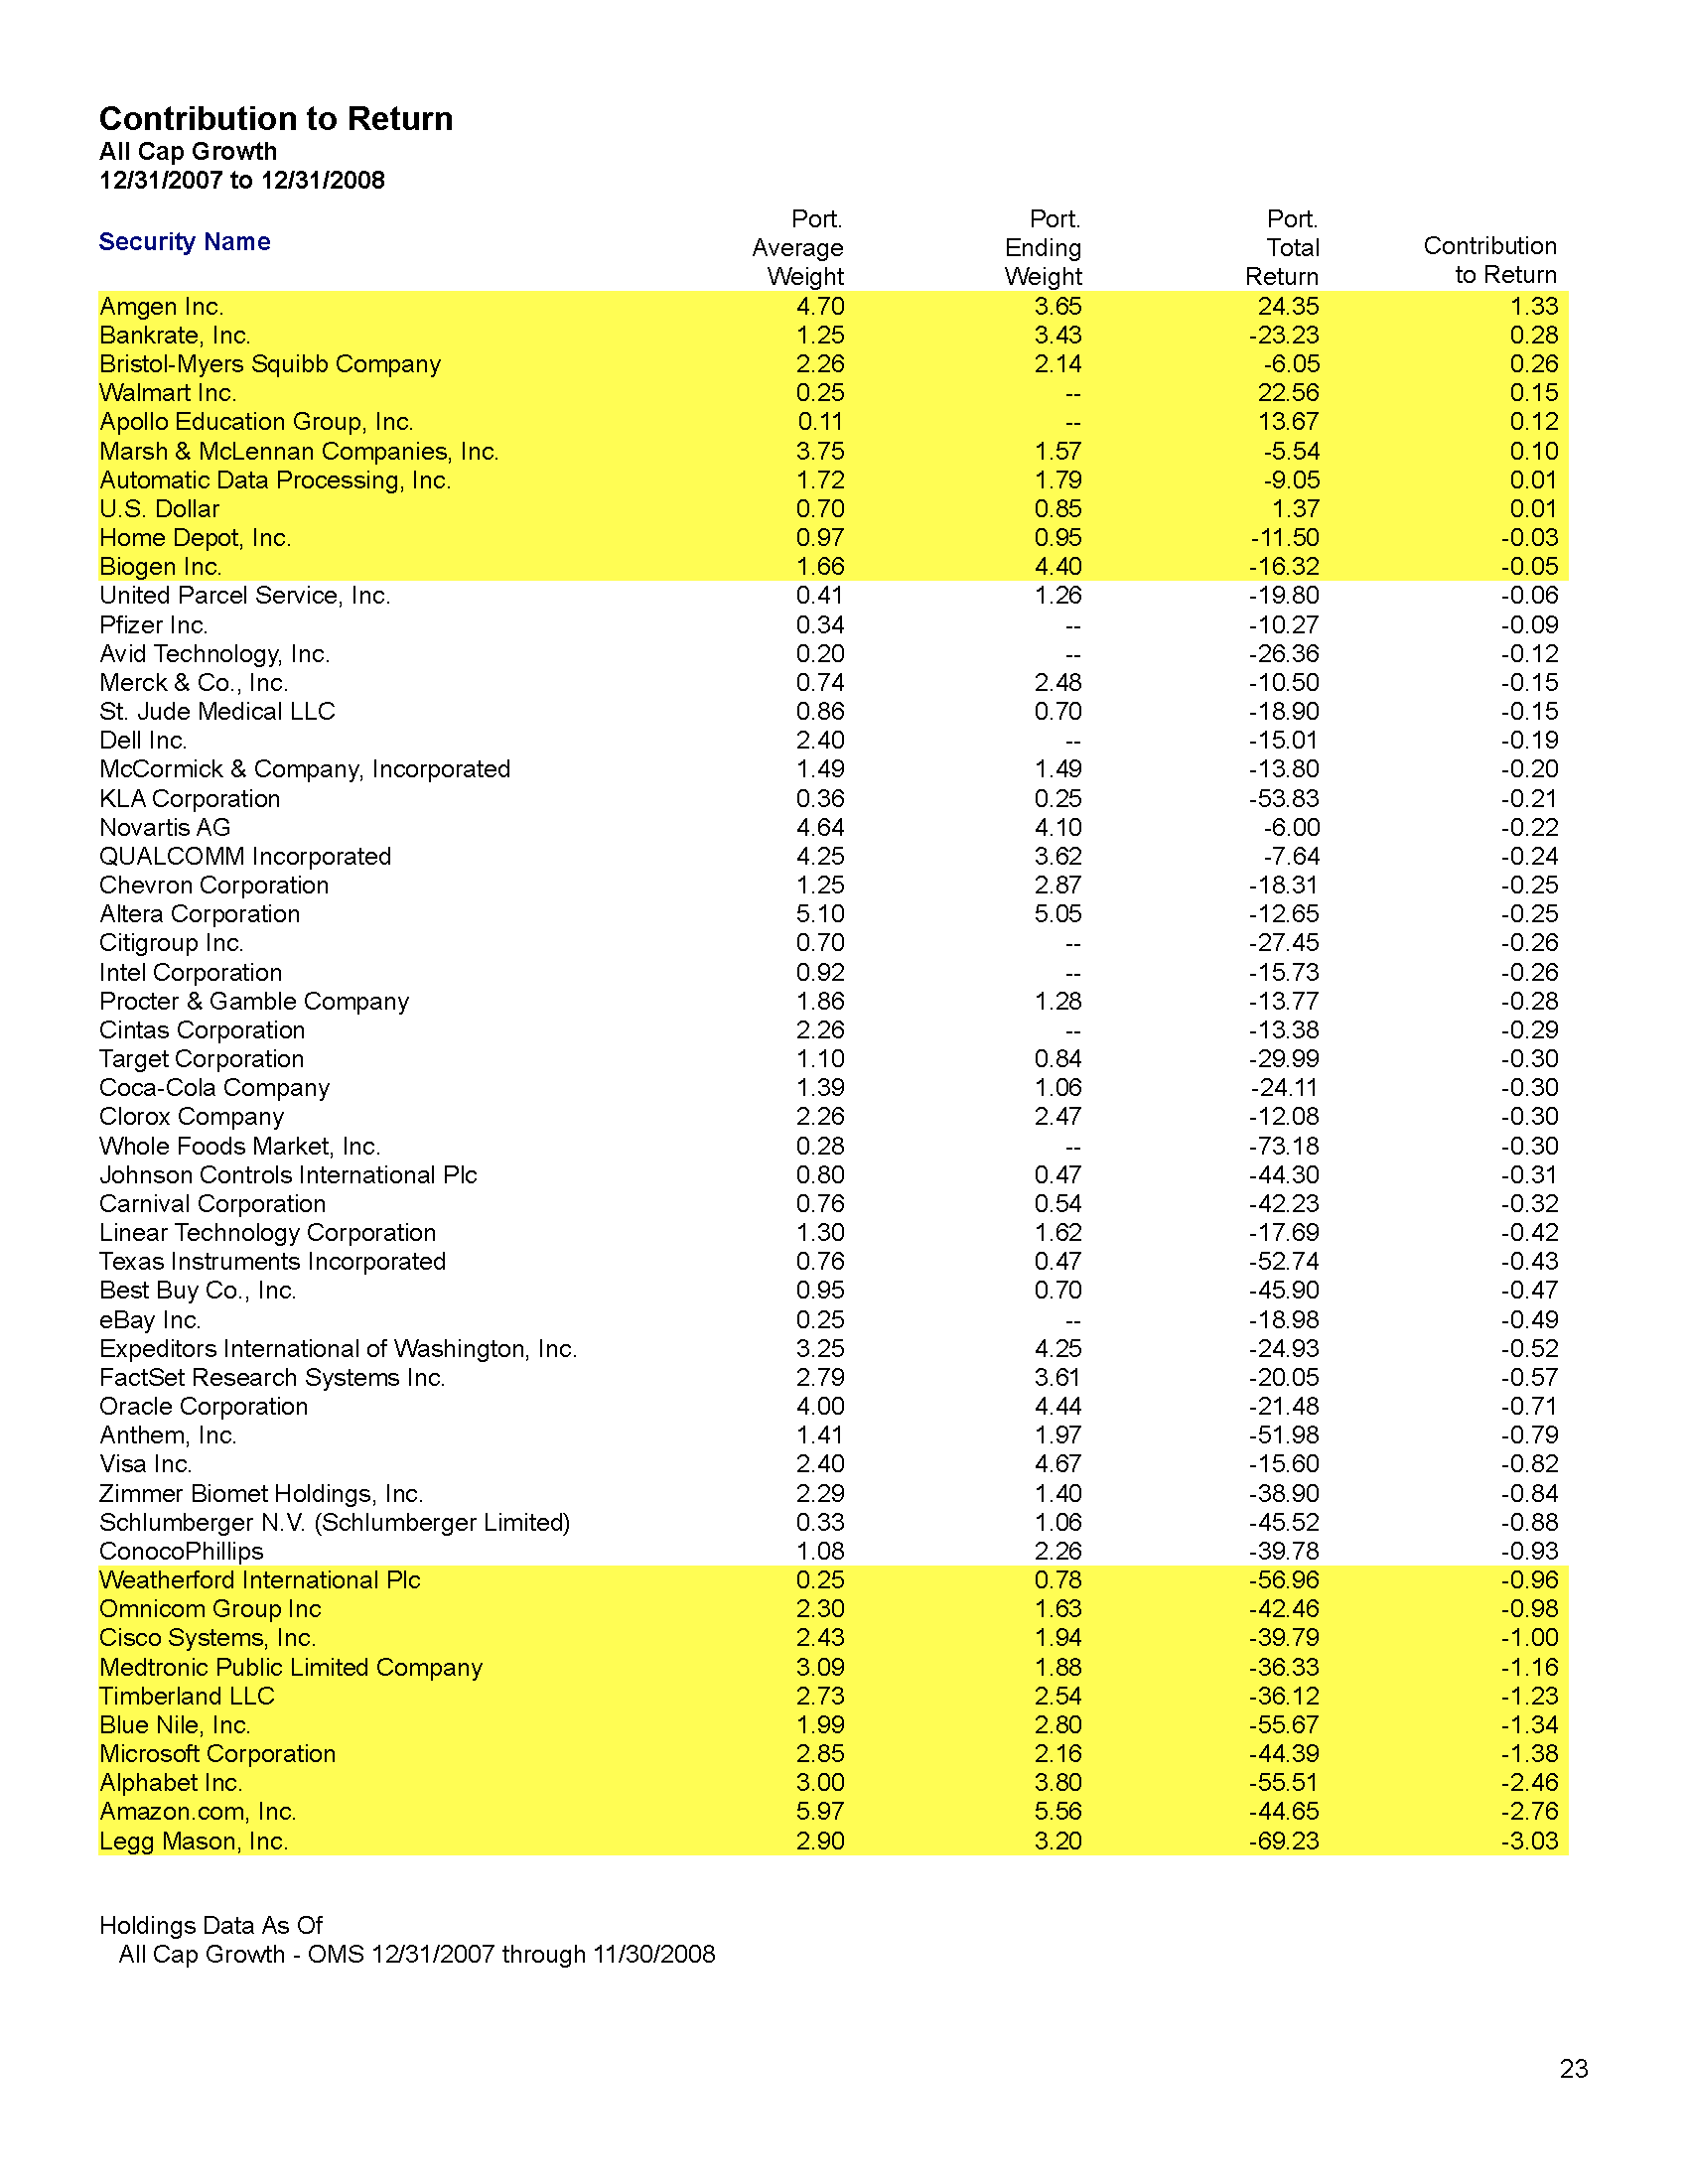 Contribution to Return
All Cap Growth
12/31/2007 to 12/31/2008
Security Name Port. Average Weight Port. Ending Weight Port. Total Return Contribution to Return
Amgen Inc. 4.70 3.65 24.35 1.33
Bankrate, Inc. 1.25 3.43 -23.23 0.28
Bristol-Myers Squibb Company 2.26 2.14 -6.05 0.26
Walmart Inc. 0.25 -- 22.56 0.15
Apollo Education Group, Inc. 0.11 -- 13.67 0.12
Marsh & McLennan Companies, Inc. 3.75 1.57 -5.54 0.10
Automatic Data Processing, Inc. 1.72 1.79 -9.05 0.01
U.S. Dollar 0.70 0.85 1.37 0.01
Home Depot, Inc. 0.97 0.95 -11.50 -0.03
Biogen Inc. 1.66 4.40 -16.32 -0.05
United Parcel Service, Inc. 0.41 1.26 -19.80 -0.06
Pfizer Inc. 0.34 -- -10.27 -0.09
Avid Technology, Inc. 0.20 -- -26.36 -0.12
Merck & Co., Inc. 0.74 2.48 -10.50 -0.15
St. Jude Medical LLC 0.86 0.70 -18.90 -0.15
Dell Inc. 2.40 -- -15.01 -0.19
McCormick & Company, Incorporated 1.49 1.49 -13.80 -0.20
KLA Corporation 0.36 0.25 -53.83 -0.21
Novartis AG 4.64 4.10 -6.00 -0.22
QUALCOMM Incorporated 4.25 3.62 -7.64 -0.24
Chevron Corporation 1.25 2.87 -18.31 -0.25
Altera Corporation 5.10 5.05 -12.65 -0.25
Citigroup Inc. 0.70 -- -27.45 -0.26
Intel Corporation 0.92 -- -15.73 -0.26
Procter & Gamble Company 1.86 1.28 -13.77 -0.28
Cintas Corporation 2.26 -- -13.38 -0.29
Target Corporation 1.10 0.84 -29.99 -0.30
Coca-Cola Company 1.39 1.06 -24.11 -0.30
Clorox Company 2.26 2.47 -12.08 -0.30
Whole Foods Market, Inc. 0.28 -- -73.18 -0.30
Johnson Controls International Plc 0.80 0.47 -44.30 -0.31
Carnival Corporation 0.76 0.54 -42.23 -0.32
Linear Technology Corporation 1.30 1.62 -17.69 -0.42
Texas Instruments Incorporated 0.76 0.47 -52.74 -0.43
Best Buy Co., Inc. 0.95 0.70 -45.90 -0.47
eBay Inc. 0.25 -- -18.98 -0.49
Expeditors International of Washington, Inc. 3.25 4.25 -24.93 -0.52
FactSet Research Systems Inc. 2.79 3.61 -20.05 -0.57
Oracle Corporation 4.00 4.44 -21.48 -0.71
Anthem, Inc. 1.41 1.97 -51.98 -0.79
Visa Inc. 2.40 4.67 -15.60 -0.82
Zimmer Biomet Holdings, Inc. 2.29 1.40 -38.90 -0.84
Schlumberger N.V. (Schlumberger Limited) 0.33 1.06 -45.52 -0.88
ConocoPhillips 1.08 2.26 -39.78 -0.93
Weatherford International Plc 0.25 0.78 -56.96 -0.96
Omnicom Group Inc 2.30 1.63 -42.46 -0.98
Cisco Systems, Inc. 2.43 1.94 -39.79 -1.00
Medtronic Public Limited Company 3.09 1.88 -36.33 -1.16
Timberland LLC 2.73 2.54 -36.12 -1.23
Blue Nile, Inc. 1.99 2.80 -55.67 -1.34
Microsoft Corporation 2.85 2.16 -44.39 -1.38
Alphabet Inc. 3.00 3.80 -55.51 -2.46
Amazon.com, Inc. 5.97 5.56 -44.65 -2.76
Legg Mason, Inc. 2.90 3.20 -69.23 -3.03
Holdings Data As Of
All Cap Growth - OMS 12/31/2007 through 11/30/2008
23